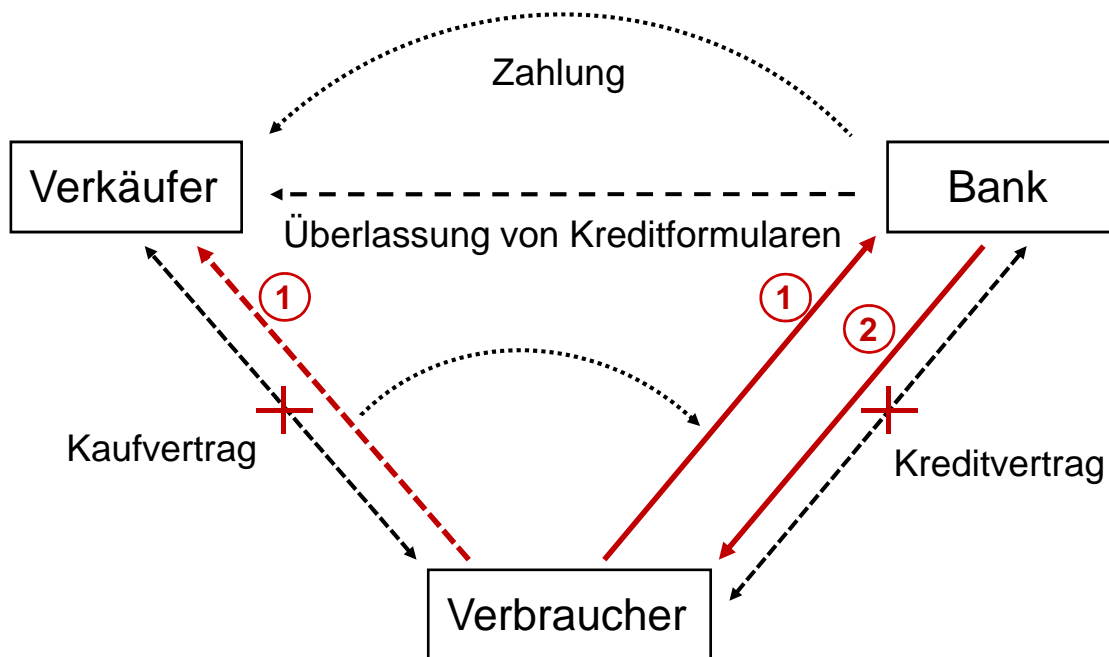 Zahlung
Verkäufer
Bank
Überlassung von Kreditformularen
1
1
2
Kaufvertrag
Kreditvertrag
Verbraucher